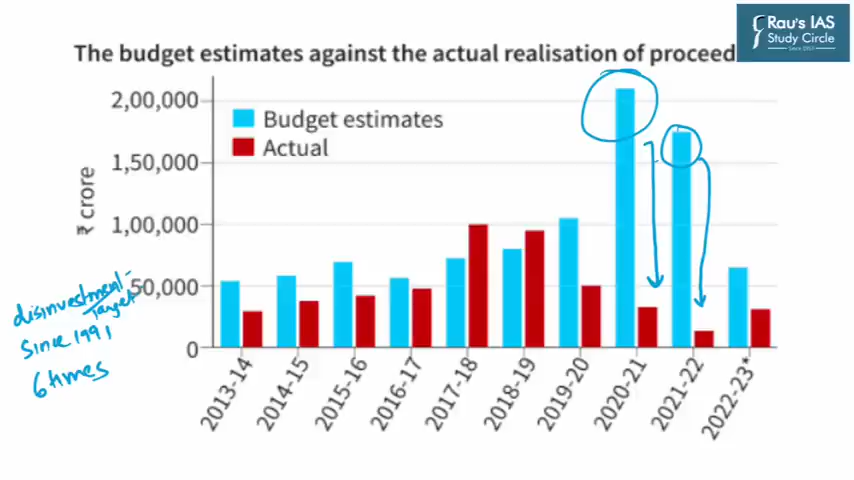 Rau's IAS
Study Circle
Since 1953
The budget estimates against the actual realisation of proceed
2,00,000
1,50,000
1,00,000
50,000
0
₹ crore
Budget estimates
Actual
disinvestment-
Target
since 1991
6 times
2013-14
2014-15
2015-16
2016-17
2017-18
2018-19
2019-20
2020-21
2021-22
2022-23*